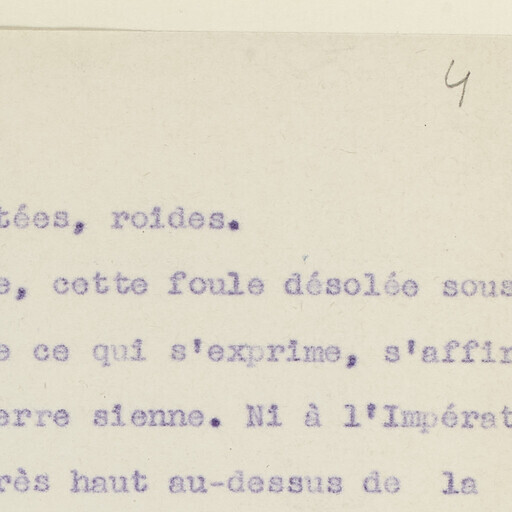 4
tées, roides.
e, cette foule désolée sous
e ce qui s'exprime, s'affir
erre sienne. Ni à l'Impérat
rès haut au-dessus de la